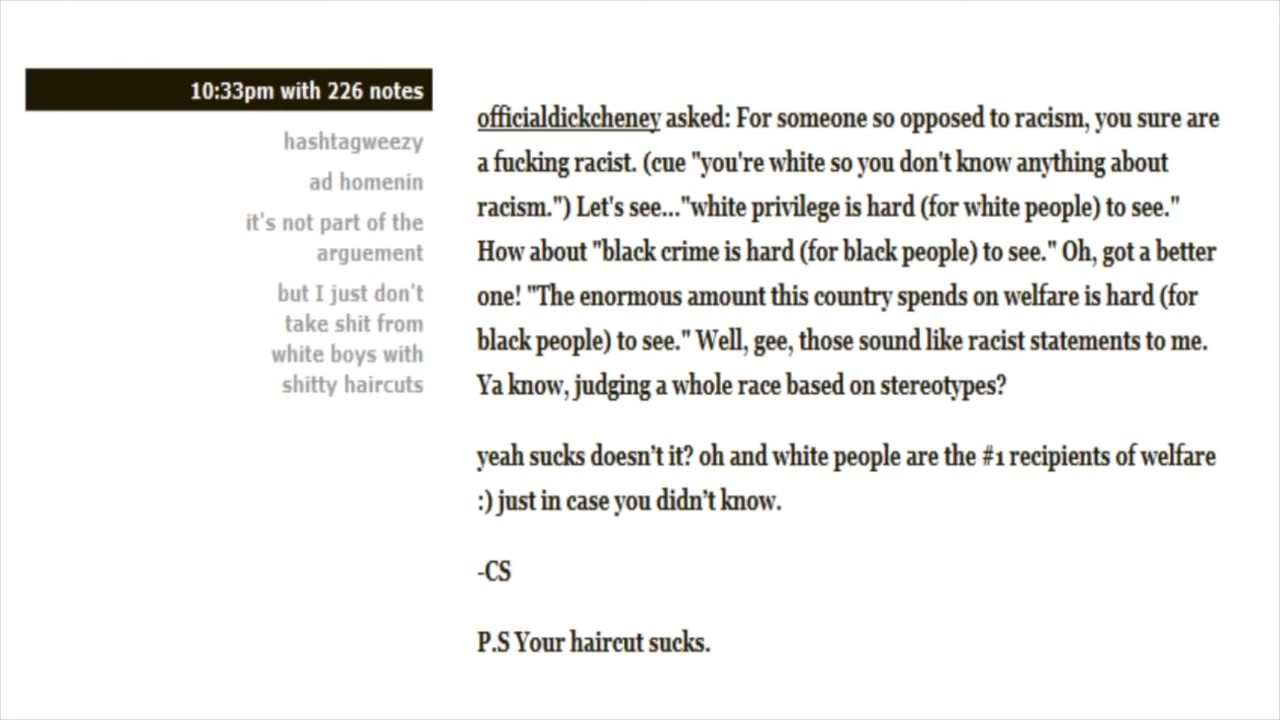 10:33pm with 226 notes
hashtagweezy
ad homenin
it's not part of the
arguement
but I just don't
take shit from
white boys with
shitty haircuts
officialdickcheney asked: For someone so opposed to racism, you sure are
a fucking racist. (cue "you're white so you don't know anything about
racism.") Let's see..."white privilege is hard (for white people) to see."
How about "black crime is hard (for black people) to see." Oh, got a better
one! "The enormous amount this country spends on welfare is hard (for
black people) to see." Well, gee, those sound like racist statements to me.
Ya know, judging a whole race based on stereotypes?
yeah sucks doesn't it? oh and white people are the #1 recipients of welfare
:) just in case you didn't know.
-CS
P.S Your haircut sucks.